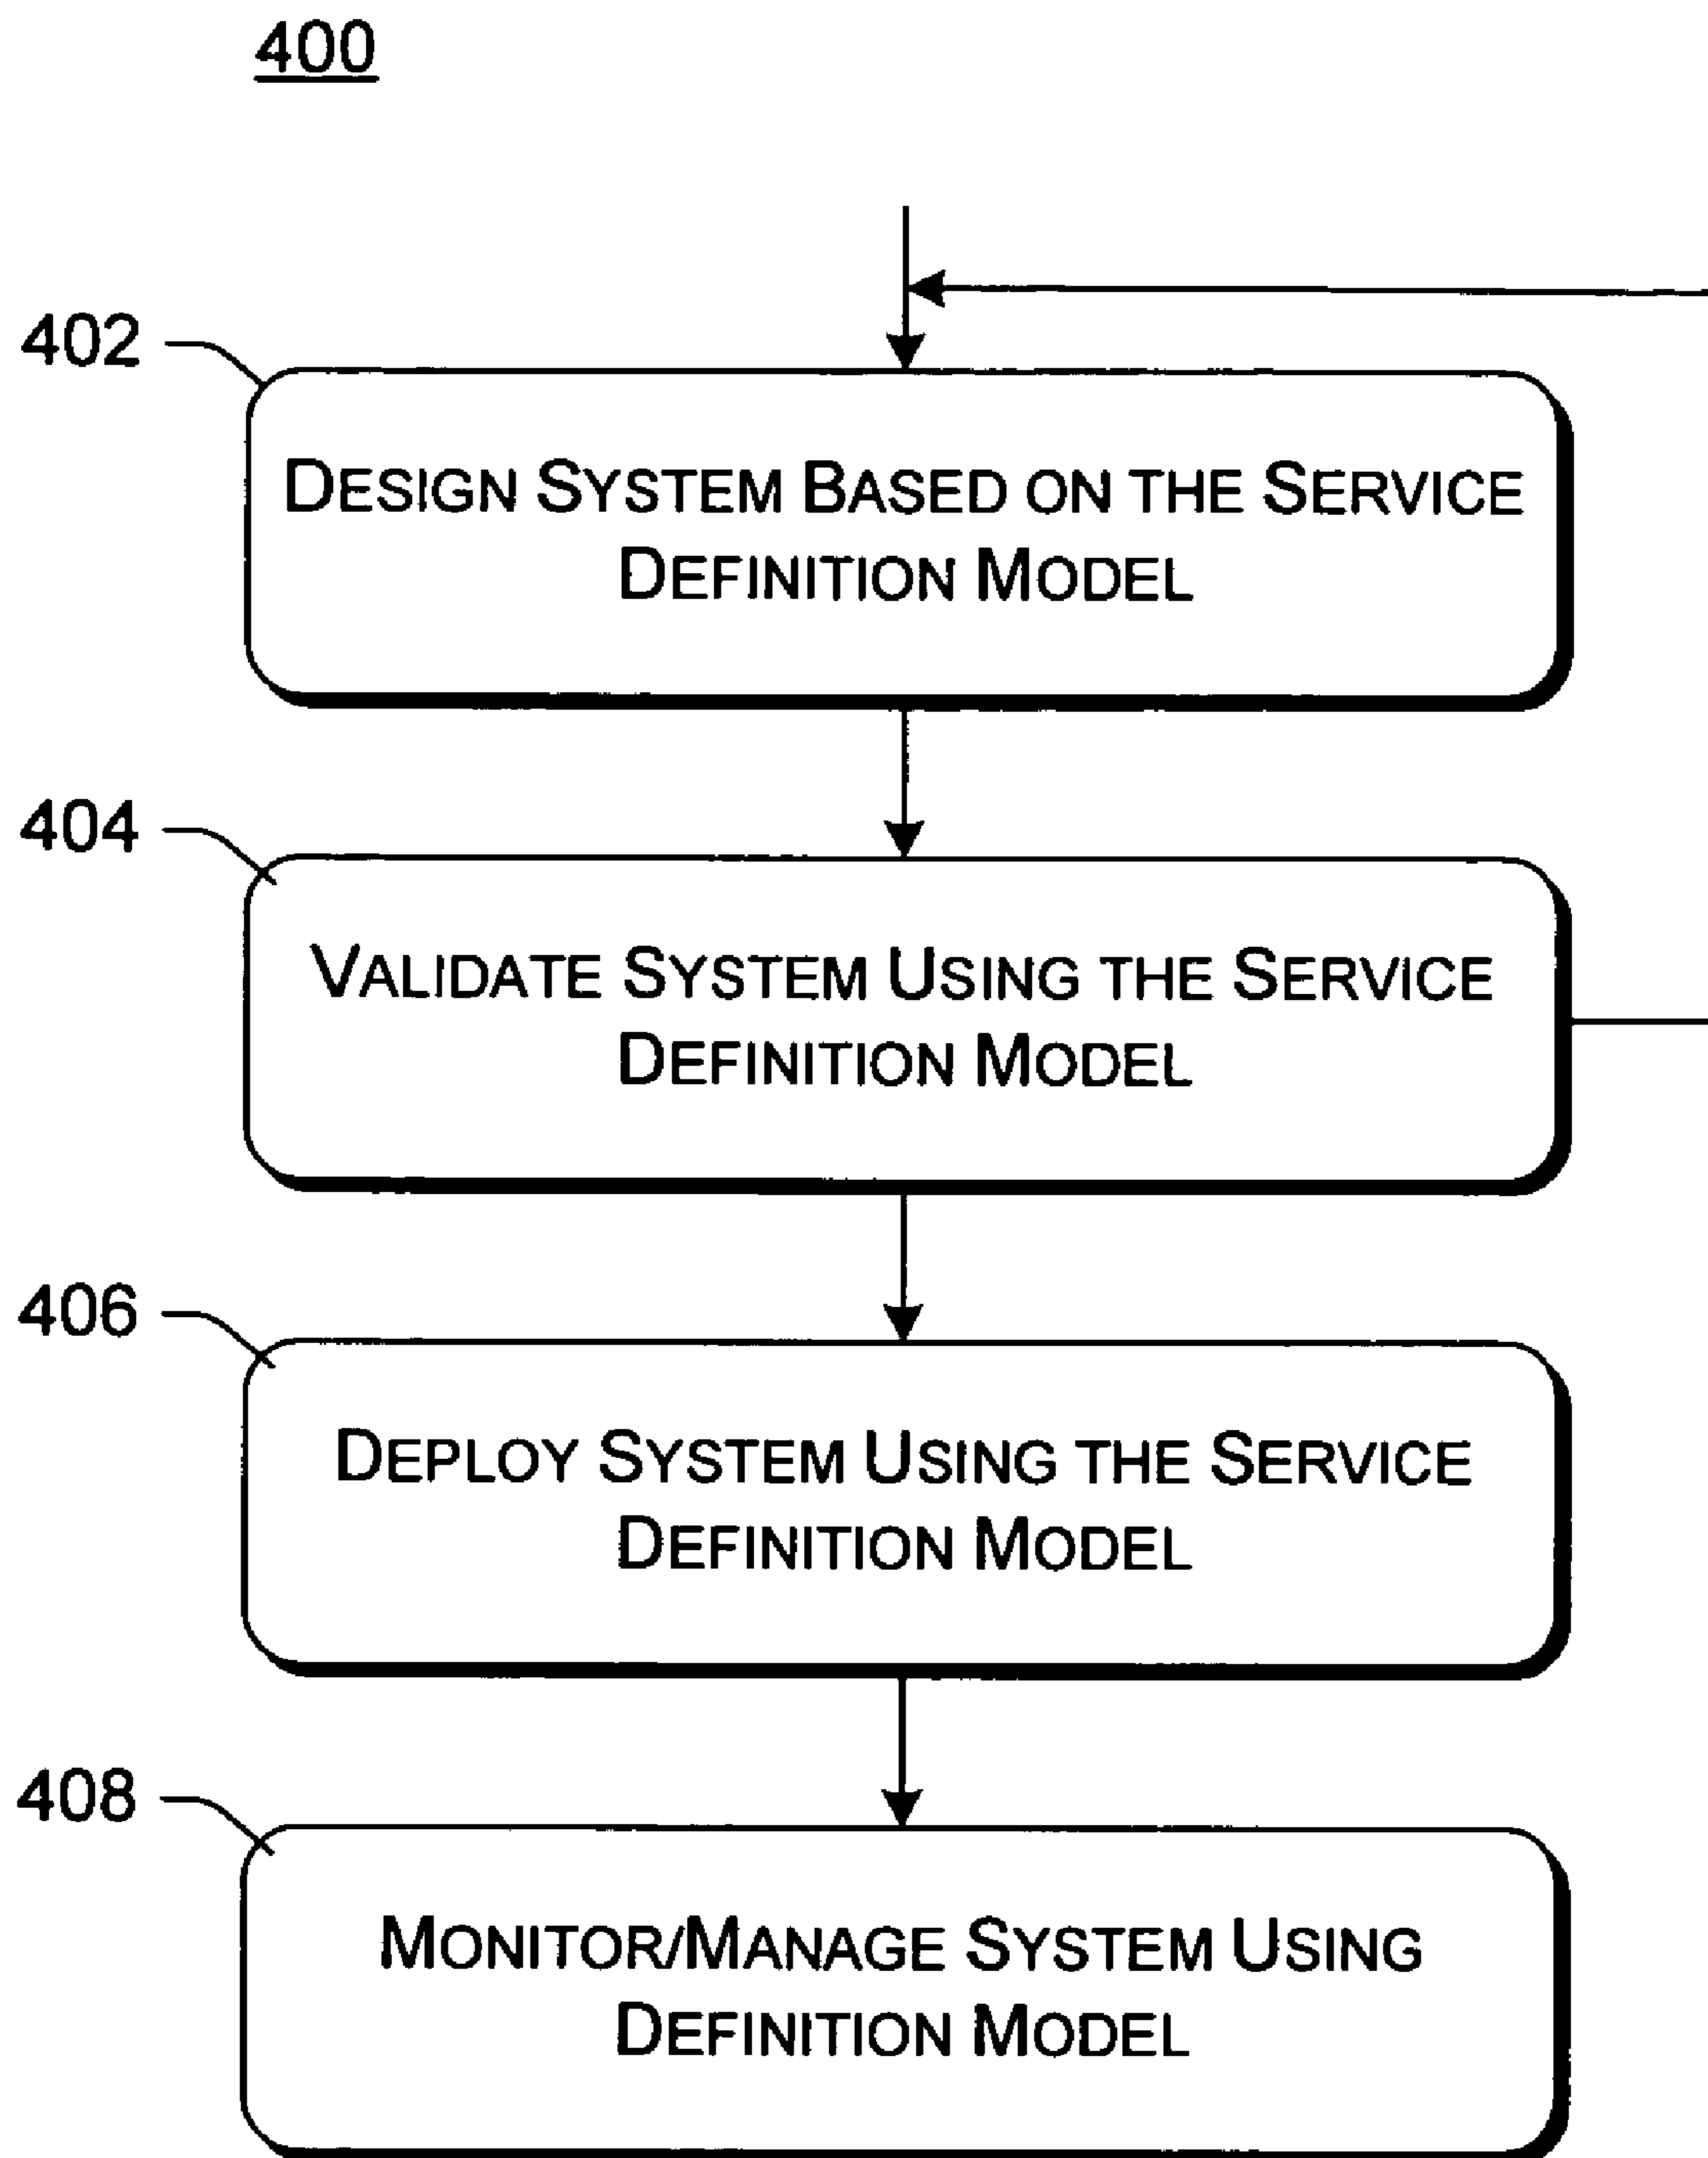 400
402
DESIGN SYSTEM BASED ON THE SERVICE
DEFINITION MODEL
404
VALIDATE SYSTEM USING THE SERVICE
DEFINITION MODEL
406
DEPLOY SYSTEM USING THE SERVICE
DEFINITION MODEL
408
MONITOR/MANAGE SYSTEM USING
DEFINITION MODEL